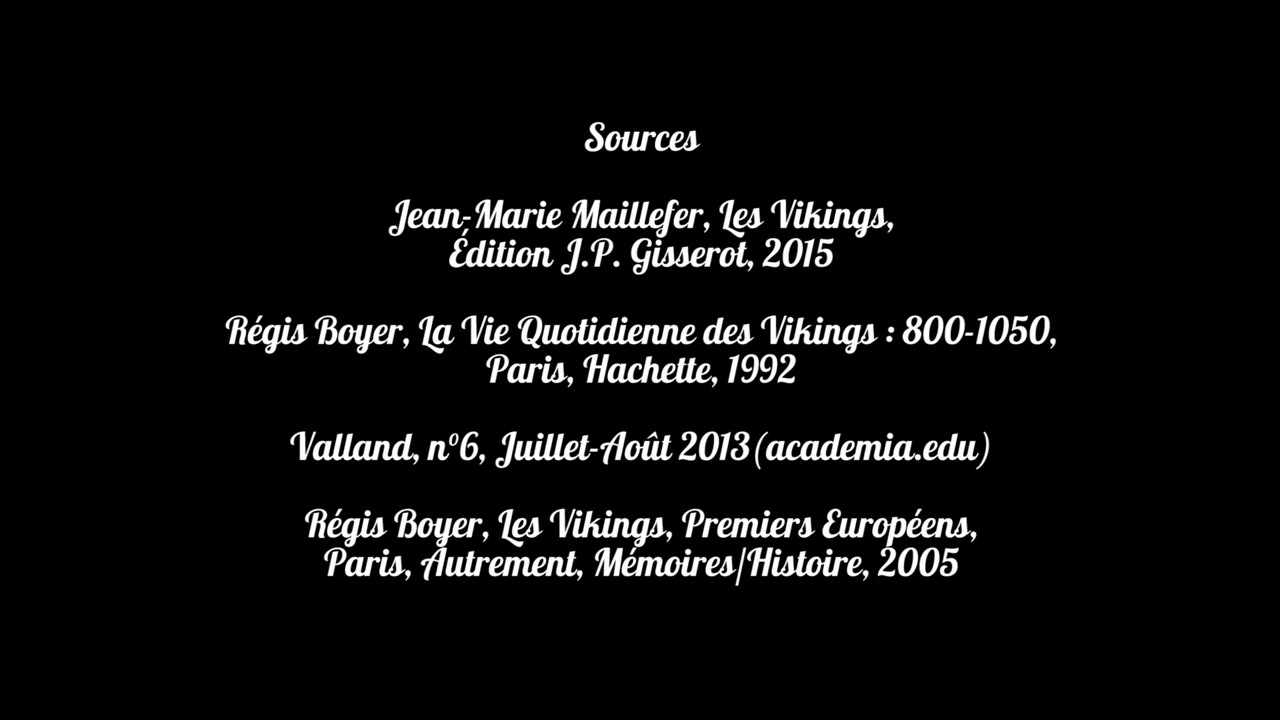 Sources
Jean-Marie Maillefer, Les Vikings,
Édition J.P. Gisserot, 2015
Régis Boyer, La Vie Quotidienne des Vikings : 800-1050,
Paris, Hachette, 1992
Valland, nº6, Juillet-Août 2013(academia.edu)
Régis Boyer, Les Vikings, Premiers Européens,
Paris, Autrement, Mémoires/Histoire, 2005